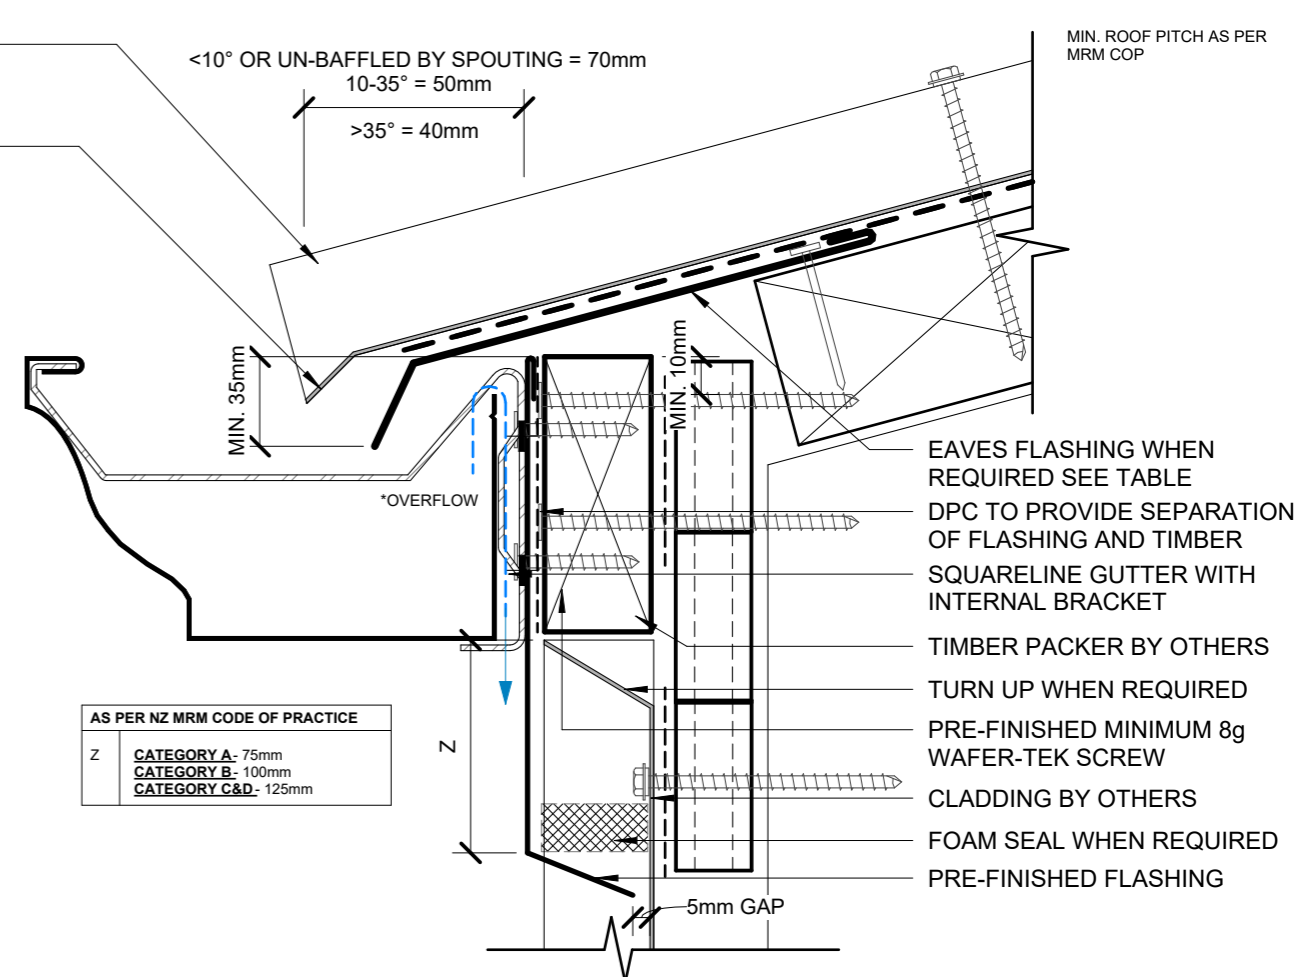 MIN. ROOF PITCH AS PER
MRM COP
<10° OR UN-BAFFLED BY SPOUTING = 70mm
10-35° = 50mm
>35° = 40mm
MIN. 35mm
MIN. 10mm
*OVERFLOW
EAVES FLASHING WHEN
REQUIRED SEE TABLE
DPC TO PROVIDE SEPARATION
OF FLASHING AND TIMBER
SQUARELINE GUTTER WITH
INTERNAL BRACKET
TIMBER PACKER BY OTHERS
TURN UP WHEN REQUIRED
PRE-FINISHED MINIMUM 8g
WAFER-TEK SCREW
CLADDING BY OTHERS
FOAM SEAL WHEN REQUIRED
PRE-FINISHED FLASHING
5mm GAP
Z
AS PER NZ MRM CODE OF PRACTICE
Z CATEGORY A- 75mm
CATEGORY B- 100mm
CATEGORY C&D- 125mm